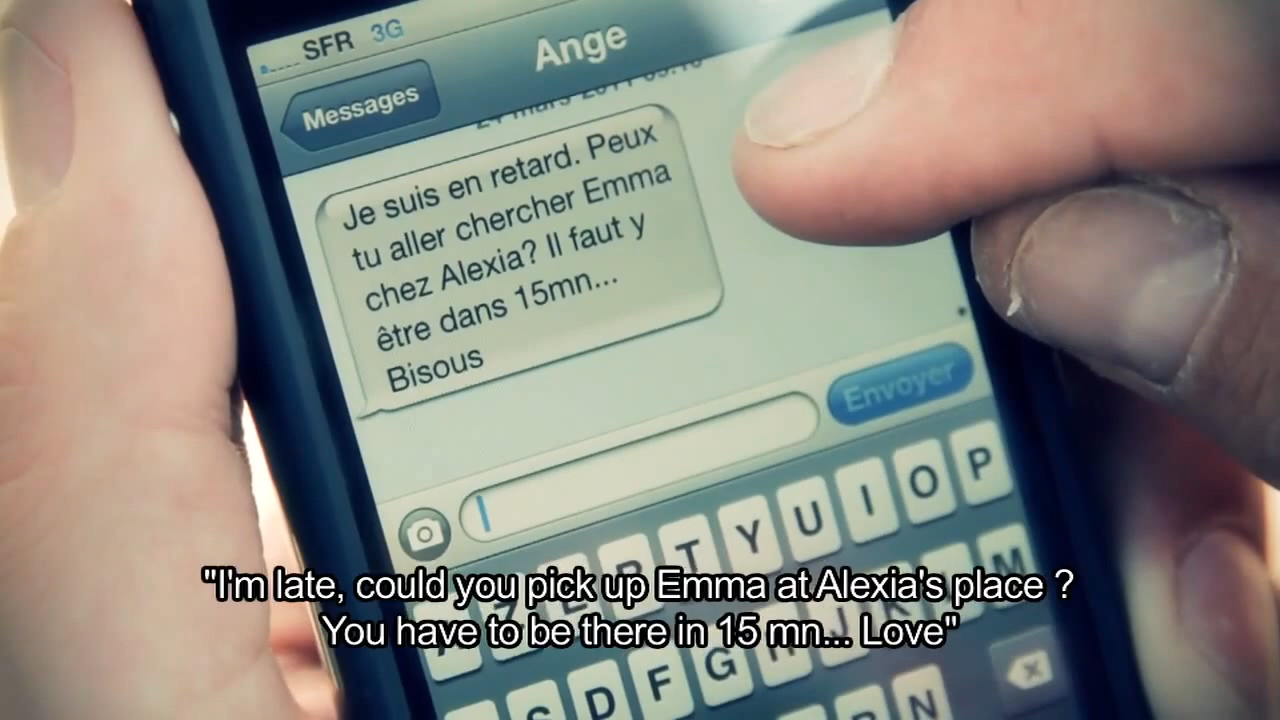 SFR 3G
Messages
Ange
Je suis en retard. Peux
tu aller chercher Emma
chez Alexia? Il faut y
être dans 15mn...
Bisous
Envoyer
T Y U I O P
"I'm late, could you pick up Emma at Alexia's place ?
You have to be there in 15 mn... Love"
D F G
N